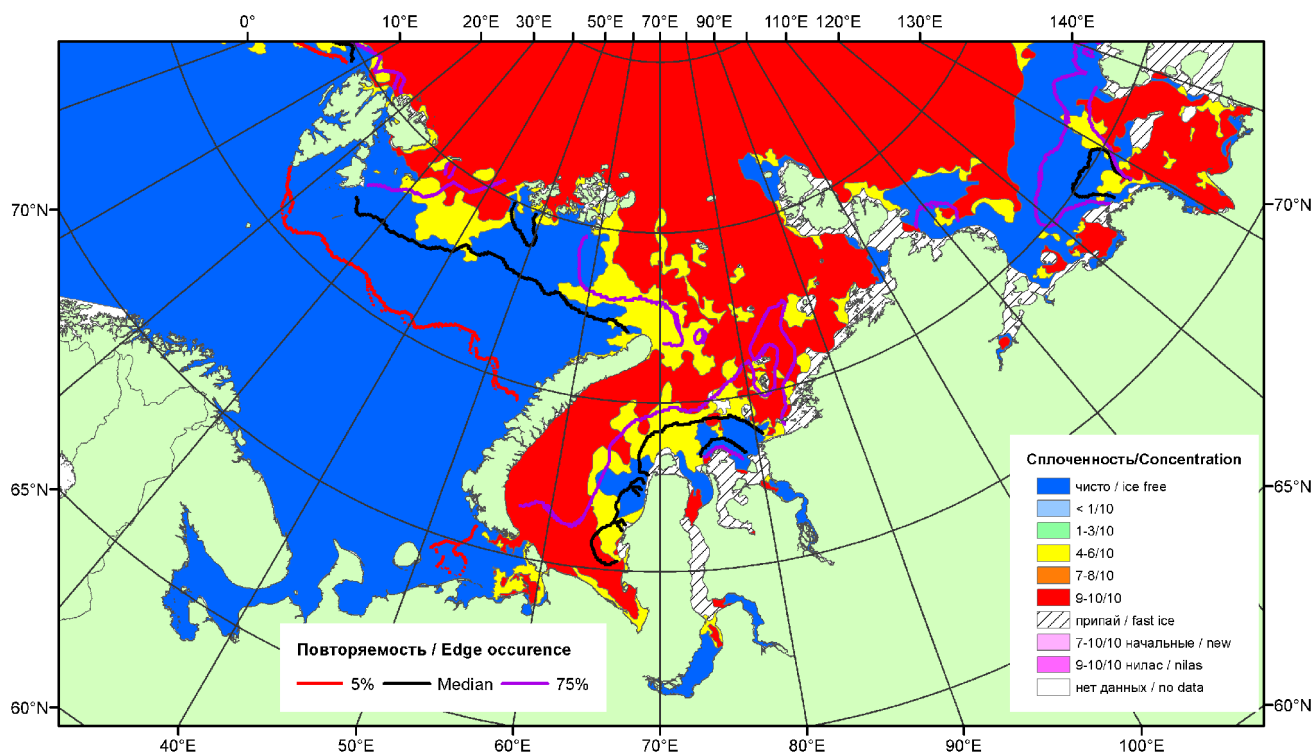 0° 10°E 20°E 30°E 50°E 70°E 90°E 110°E 120°E 130°E 140°E
70°N 70°N
65°N 65°N
60°N 60°N
Сплоченность/Concentration
чисто / ice free
< 1/10
1-3/10
4-6/10
7-8/10
9-10/10
припай / fast ice
7-10/10 начальные / new
9-10/10 нилас / nilas
нет данных / no data
Повторяемость / Edge occurence
5% Median 75%
40°E 50°E 60°E 70°E 80°E 90°E 100°E